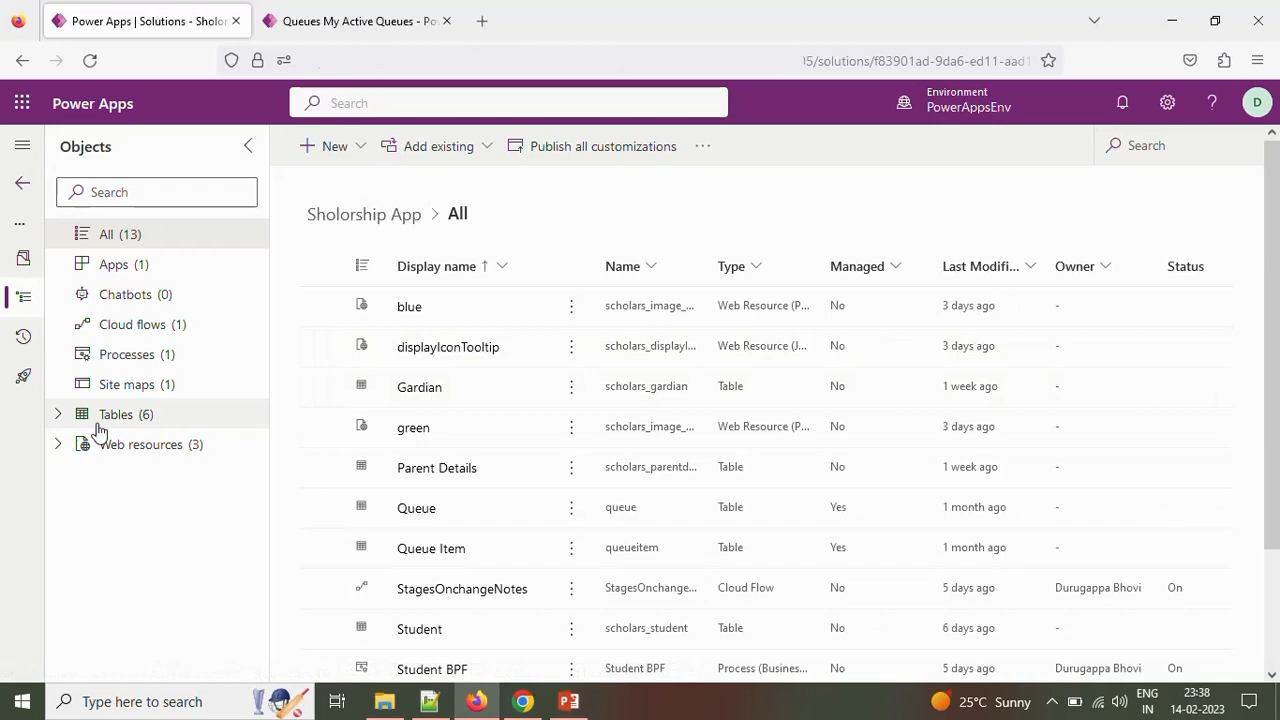 Power Apps | Solutions - Sholor
Queues My Active Queues - Po
/solutions/f83901ad-9da6-ed11-aad1
Power Apps
Search
Environment
PowerAppsEnv
D
Objects
New
Add existing
Publish all customizations
Search
Search
Sholorship App > All
All (13)
Apps (1)
Chatbots (0)
Cloud flows (1)
Processes (1)
Site maps (1)
Tables (6)
Web resources (3)
Display name ↑ Name Type Managed Last Modifi... Owner Status
blue scholars_image_... Web Resource (P... No 3 days ago -
displayIconTooltip scholars_displayI... Web Resource (J... No 3 days ago -
Gardian scholars_gardian Table No 1 week ago -
green scholars_image_... Web Resource (P... No 3 days ago -
Parent Details scholars_parentd... Table No 1 week ago -
Queue queue Table Yes 1 month ago -
Queue Item queueitem Table Yes 1 month ago -
StagesOnchangeNotes StagesOnchange... Cloud Flow No 5 days ago Durugappa Bhovi On
Student scholars_student Table No 6 days ago -
Student BPF Student BPF Process (Busines... No 5 days ago Durugappa Bhovi On
Type here to search
25°C Sunny
ENG
IN
23:38
14-02-2023